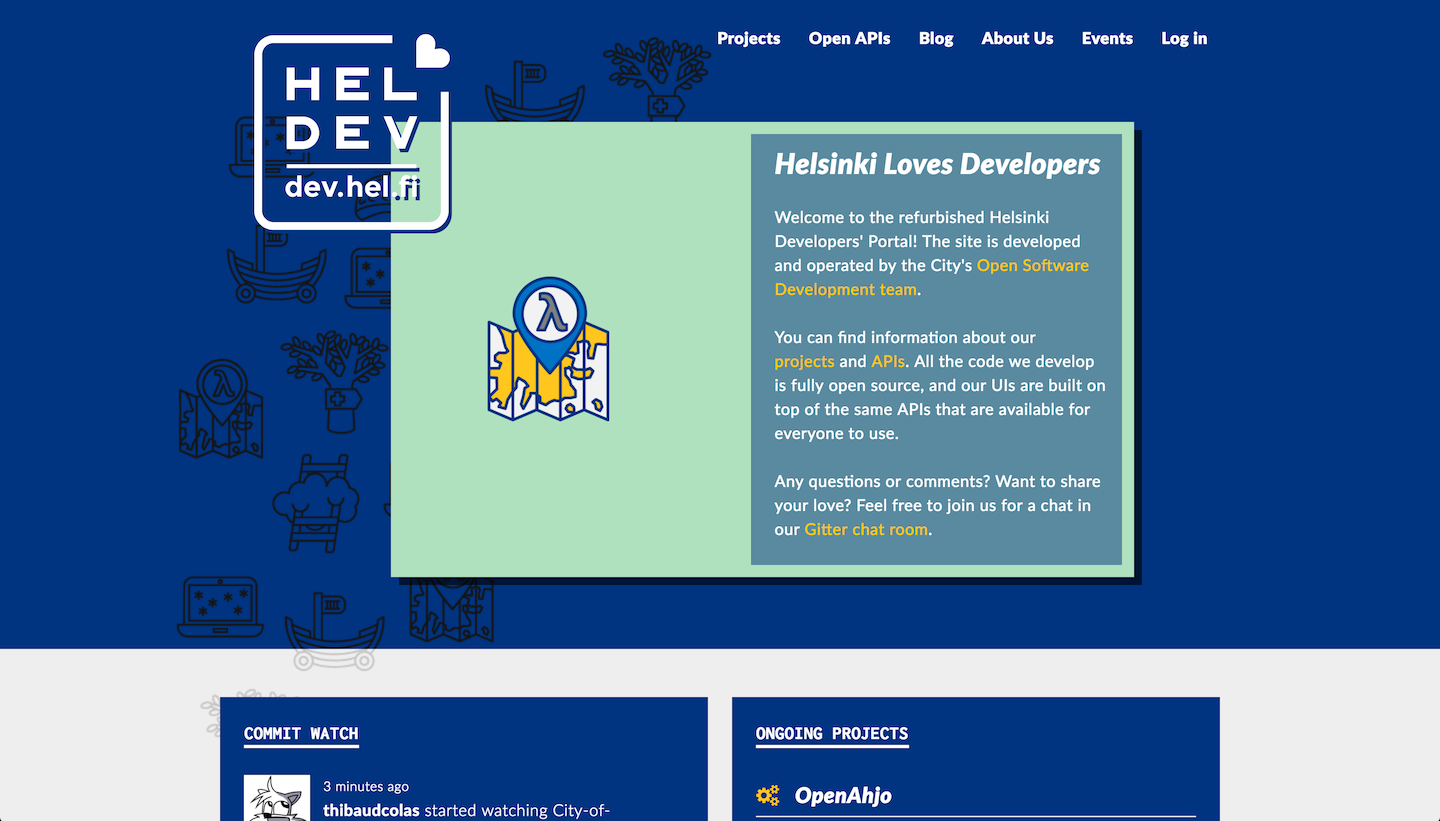 Projects Open APIs Blog About Us Events Log in
HEL
DEV
dev.hel.fi
Helsinki Loves Developers
Welcome to the refurbished Helsinki
Developers' Portal! The site is developed
and operated by the City's Open Software
Development team.
You can find information about our
projects and APIs. All the code we develop
is fully open source, and our UIs are built on
top of the same APIs that are available for
everyone to use.
Any questions or comments? Want to share
your love? Feel free to join us for a chat in
our Gitter chat room.
λ
λ
COMMIT WATCH
3 minutes ago
thibaudcolas started watching City-of-
ONGOING PROJECTS
OpenAhjo